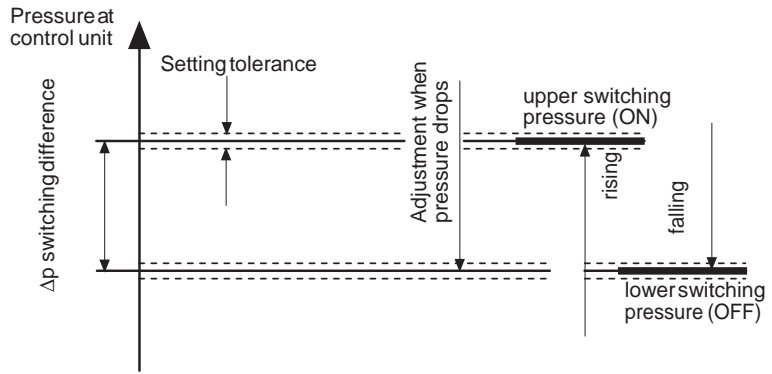 Pressure at
control unit
Setting tolerance
Δp switching difference
Adjustment when
pressure drops
upper switching
pressure (ON)
rising
falling
lower switching
pressure (OFF)